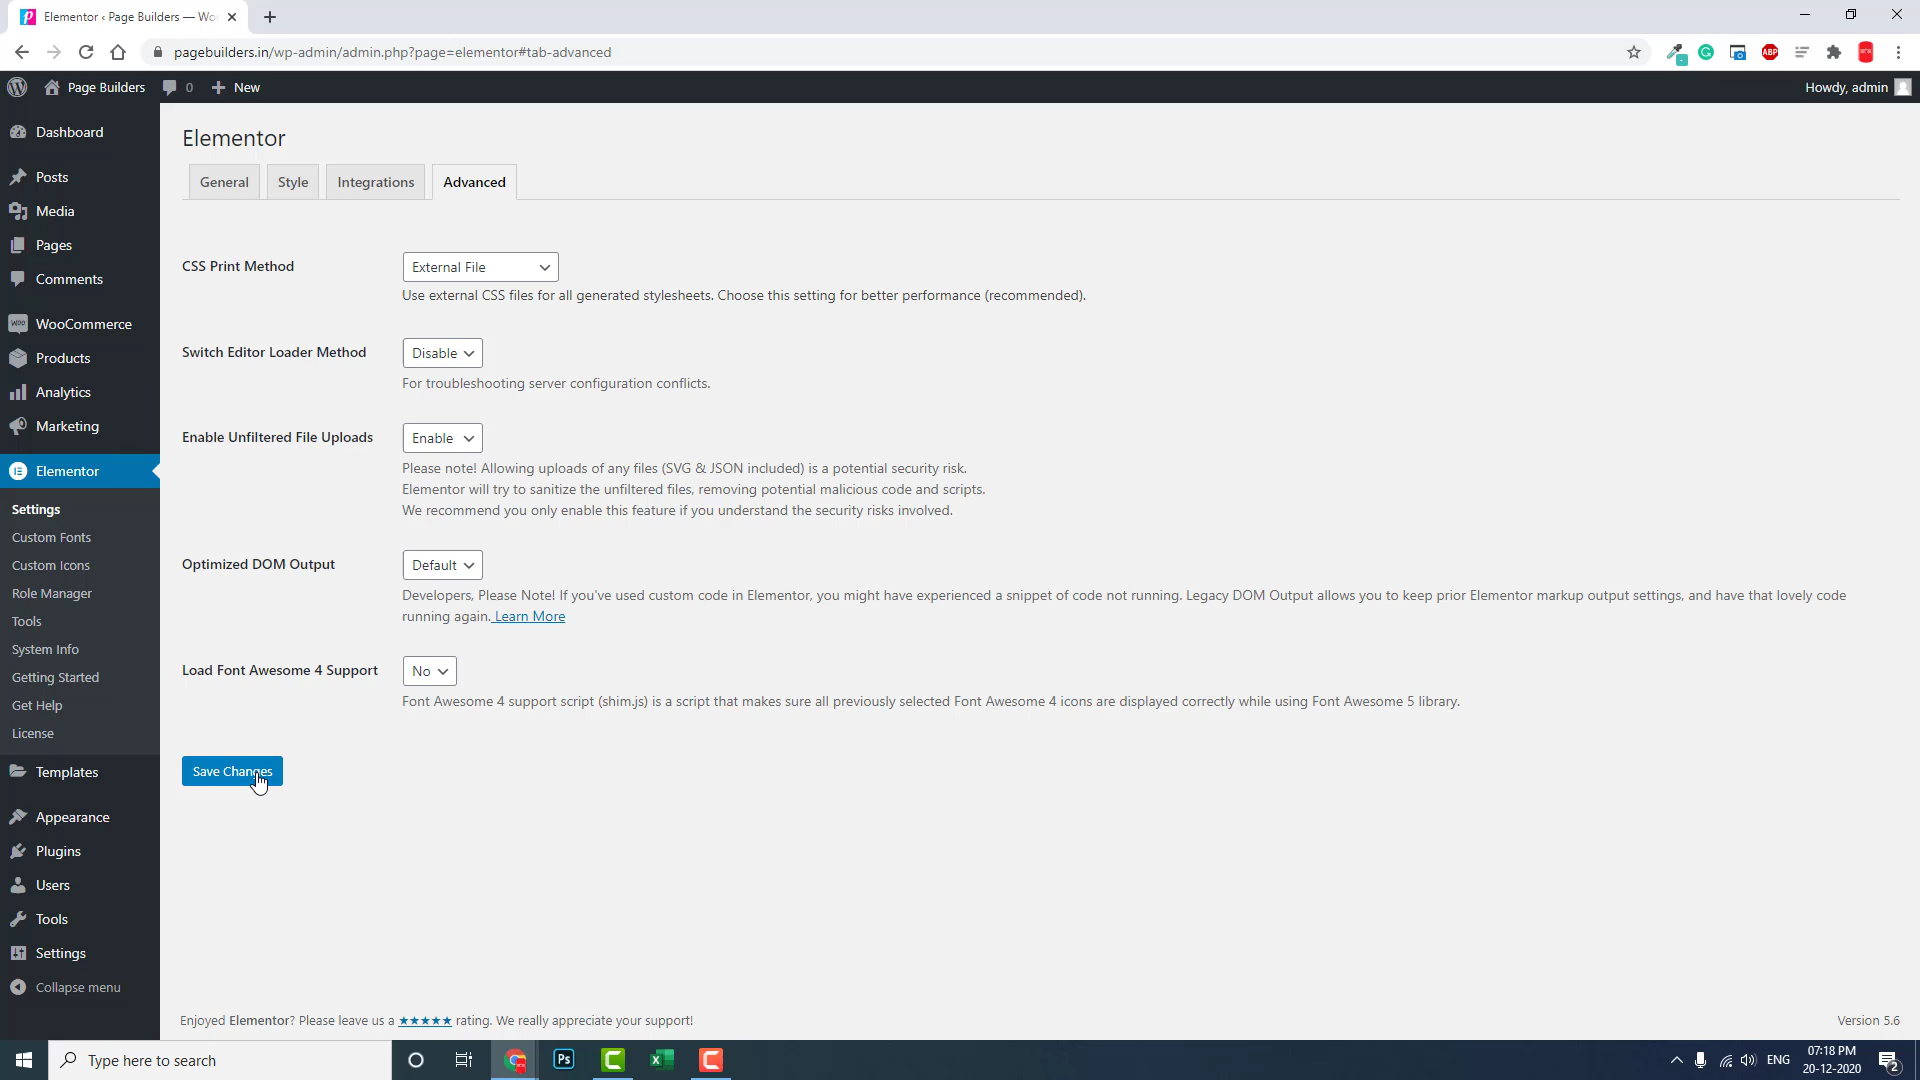 Elementor ‹ Page Builders — Wo
pagebuilders.in/wp-admin/admin.php?page=elementor#tab-advanced
ABP
Page Builders
0
New
Howdy, admin
Dashboard
Posts
Media
Pages
Comments
WooCommerce
Products
Analytics
Marketing
Elementor
Settings
Custom Fonts
Custom Icons
Role Manager
Tools
System Info
Getting Started
Get Help
License
Templates
Appearance
Plugins
Users
Tools
Settings
Collapse menu
Elementor
General
Style
Integrations
Advanced
CSS Print Method
External File
Use external CSS files for all generated stylesheets. Choose this setting for better performance (recommended).
Switch Editor Loader Method
Disable
For troubleshooting server configuration conflicts.
Enable Unfiltered File Uploads
Enable
Please note! Allowing uploads of any files (SVG & JSON included) is a potential security risk.
Elementor will try to sanitize the unfiltered files, removing potential malicious code and scripts.
We recommend you only enable this feature if you understand the security risks involved.
Optimized DOM Output
Default
Developers, Please Note! If you've used custom code in Elementor, you might have experienced a snippet of code not running. Legacy DOM Output allows you to keep prior Elementor markup output settings, and have that lovely code
running again. Learn More
Load Font Awesome 4 Support
No
Font Awesome 4 support script (shim.js) is a script that makes sure all previously selected Font Awesome 4 icons are displayed correctly while using Font Awesome 5 library.
Save Changes
Enjoyed Elementor? Please leave us a ★★★★★ rating. We really appreciate your support!
Version 5.6
Type here to search
Ps
ENG
07:18 PM
20-12-2020
2